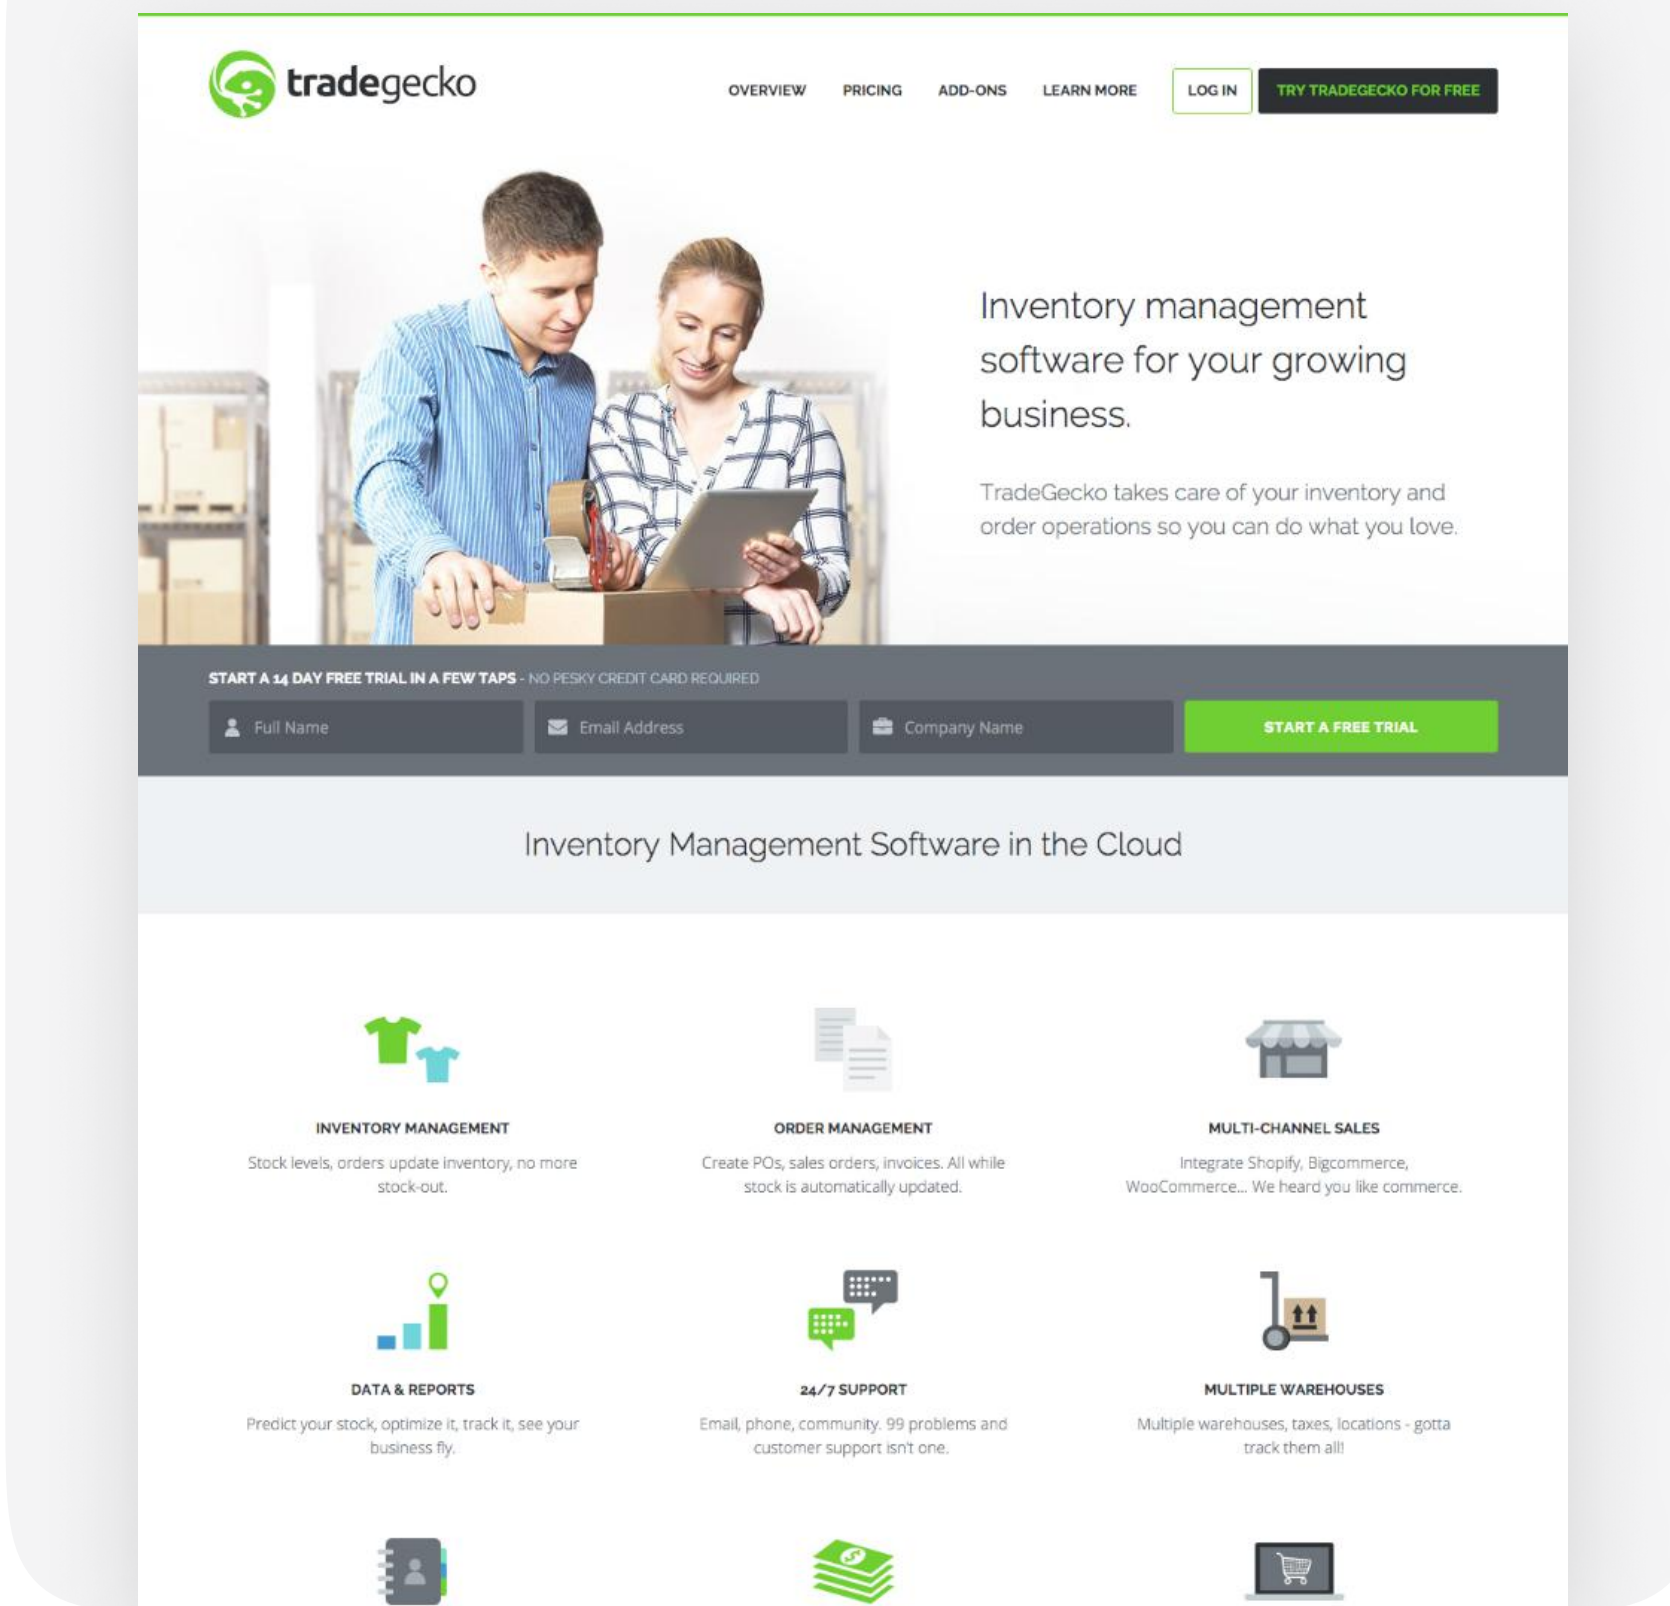 tradegecko
OVERVIEW PRICING ADD-ONS LEARN MORE LOG IN TRY TRADEGECKO FOR FREE
Inventory management
software for your growing
business.
TradeGecko takes care of your inventory and
order operations so you can do what you love.
START A 14 DAY FREE TRIAL IN A FEW TAPS - NO PESKY CREDIT CARD REQUIRED
Full Name Email Address Company Name START A FREE TRIAL
Inventory Management Software in the Cloud
INVENTORY MANAGEMENT
Stock levels, orders update inventory, no more
stock-out.
ORDER MANAGEMENT
Create POs, sales orders, invoices. All while
stock is automatically updated.
MULTI-CHANNEL SALES
Integrate Shopify, Bigcommerce,
WooCommerce... We heard you like commerce.
DATA & REPORTS
Predict your stock, optimize it, track it, see your
business fly.
24/7 SUPPORT
Email, phone, community. 99 problems and
customer support isn't one.
MULTIPLE WAREHOUSES
Multiple warehouses, taxes, locations - gotta
track them all!